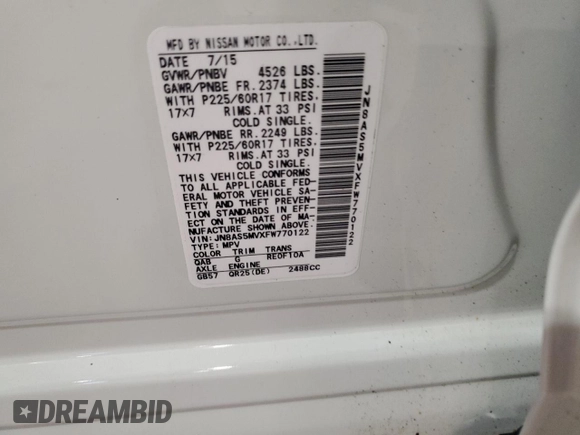 MFD BY NISSAN MOTOR CO.,LTD.
DATE 7/15
GVWR/PNBV 4526 LBS.
GAWR/PNBE FR. 2374 LBS.
WITH P225/60R17 TIRES.
17x7 RIMS.AT 33 PSI
COLD SINGLE.
GAWR/PNBE RR. 2249 LBS.
WITH P225/60R17 TIRES.
17x7 RIMS.AT 33 PSI
COLD SINGLE.
THIS VEHICLE CONFORMS
TO ALL APPLICABLE FED-
ERAL MOTOR VEHICLE SA-
FETY AND THEFT PREVEN-
TION STANDARDS IN EFF-
ECT ON THE DATE OF MA-
NUFACTURE SHOWN ABOVE.
VIN:JN8AS5MVXFW770122
TYPE: MPV
COLOR TRIM TRANS
QAB G RE0F10A
AXLE ENGINE
GB57 QR25(DE) 2488CC
JN8AS5MVXFW770122
DREAMBID